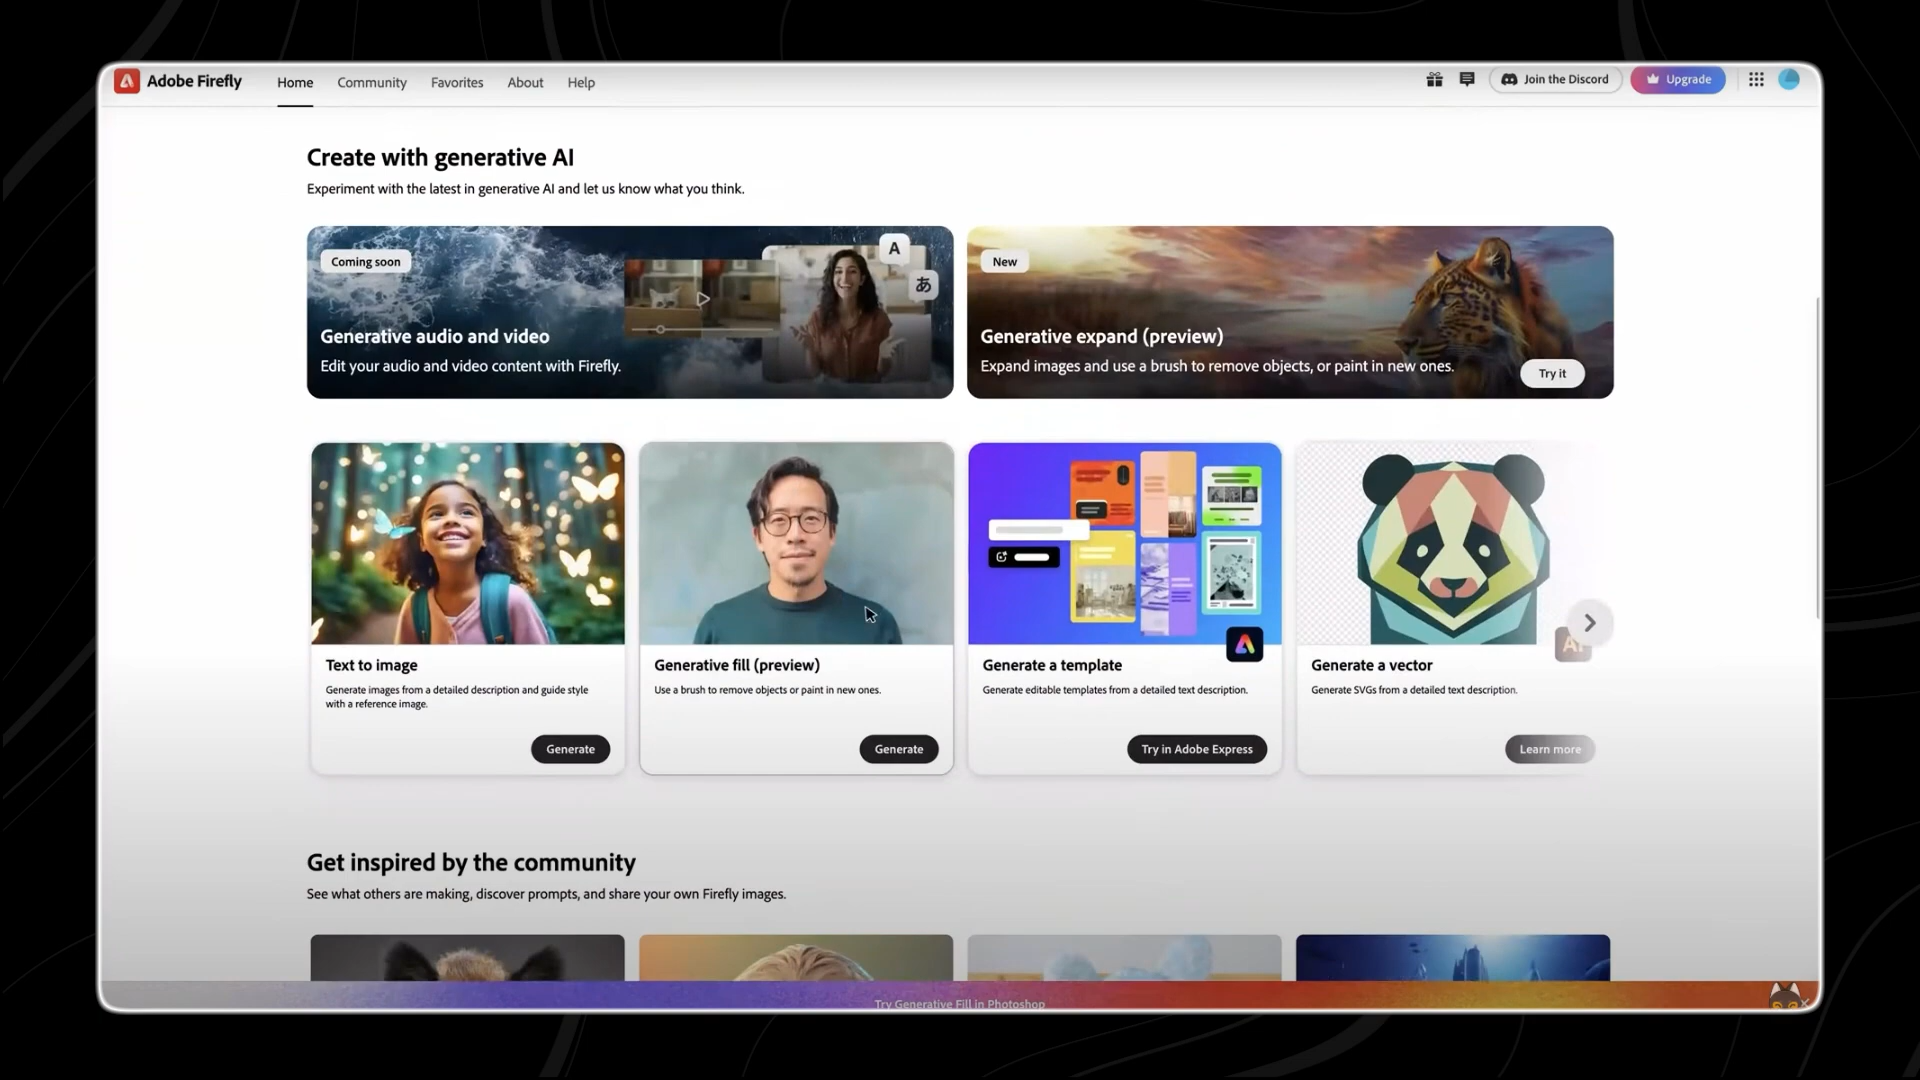 Adobe Firefly
Home
Community
Favorites
About
Help
Join the Discord
Upgrade
Create with generative AI
Experiment with the latest in generative AI and let us know what you think.
Coming soon
A
あ
Generative audio and video
Edit your audio and video content with Firefly.
New
Generative expand (preview)
Expand images and use a brush to remove objects, or paint in new ones.
Try it
Text to image
Generate images from a detailed description and guide style
with a reference image.
Generate
Generative fill (preview)
Use a brush to remove objects or paint in new ones.
Generate
Generate a template
Generate editable templates from a detailed text description.
Try in Adobe Express
Ai
Generate a vector
Generate SVGs from a detailed text description.
Learn more
Get inspired by the community
See what others are making, discover prompts, and share your own Firefly images.
Try Generative Fill in Photoshop